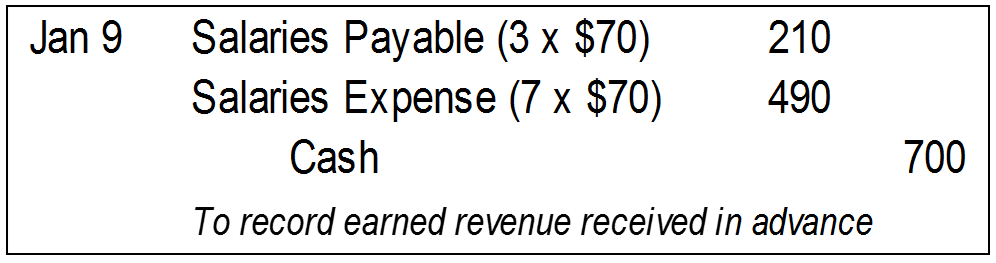 Jan 9 Salaries Payable (3 x $70) 210
Salaries Expense (7 x $70) 490
Cash 700
To record earned revenue received in advance